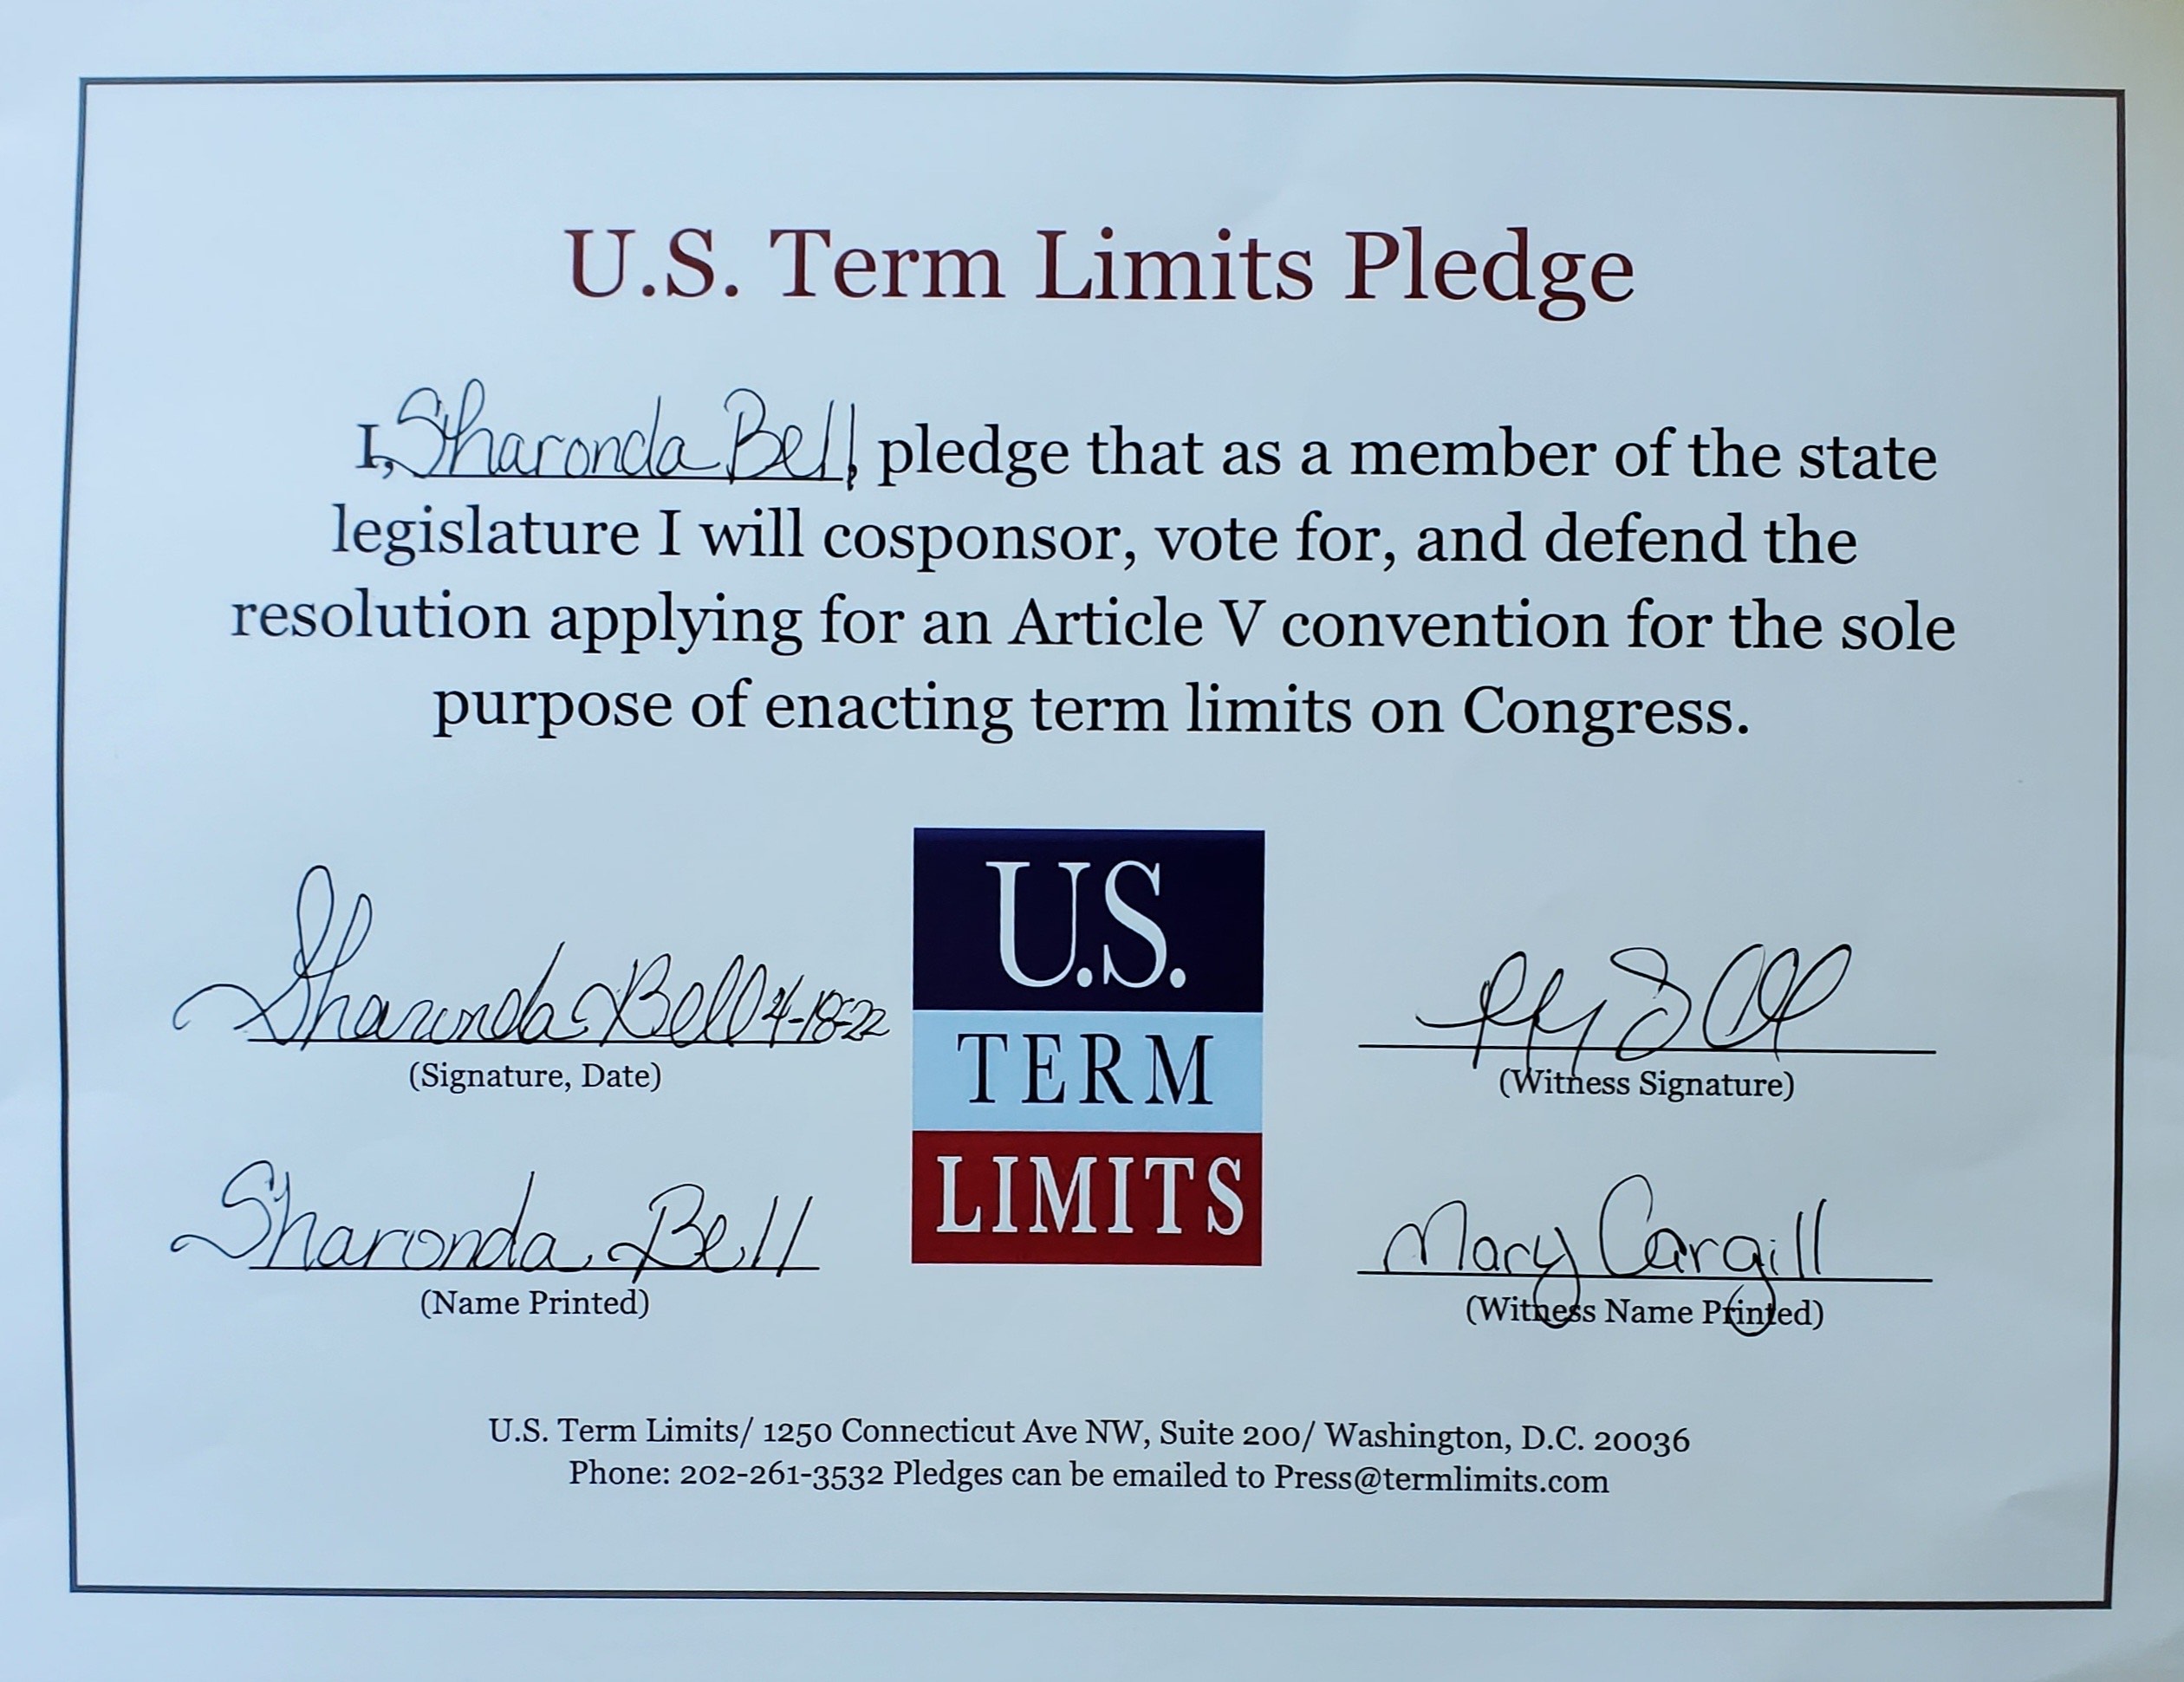 U.S. Term Limits Pledge
I, Sharonda Bell, pledge that as a member of the state
legislature I will cosponsor, vote for, and defend the
resolution applying for an Article V convention for the sole
purpose of enacting term limits on Congress.
Sharonda Bell 4-18-22
(Signature, Date)
Sharonda Bell
(Name Printed)
U.S.
TERM
LIMITS
(Witness Signature)
Mary Cargill
(Witness Name Printed)
U.S. Term Limits/ 1250 Connecticut Ave NW, Suite 200/ Washington, D.C. 20036
Phone: 202-261-3532 Pledges can be emailed to Press@termlimits.com